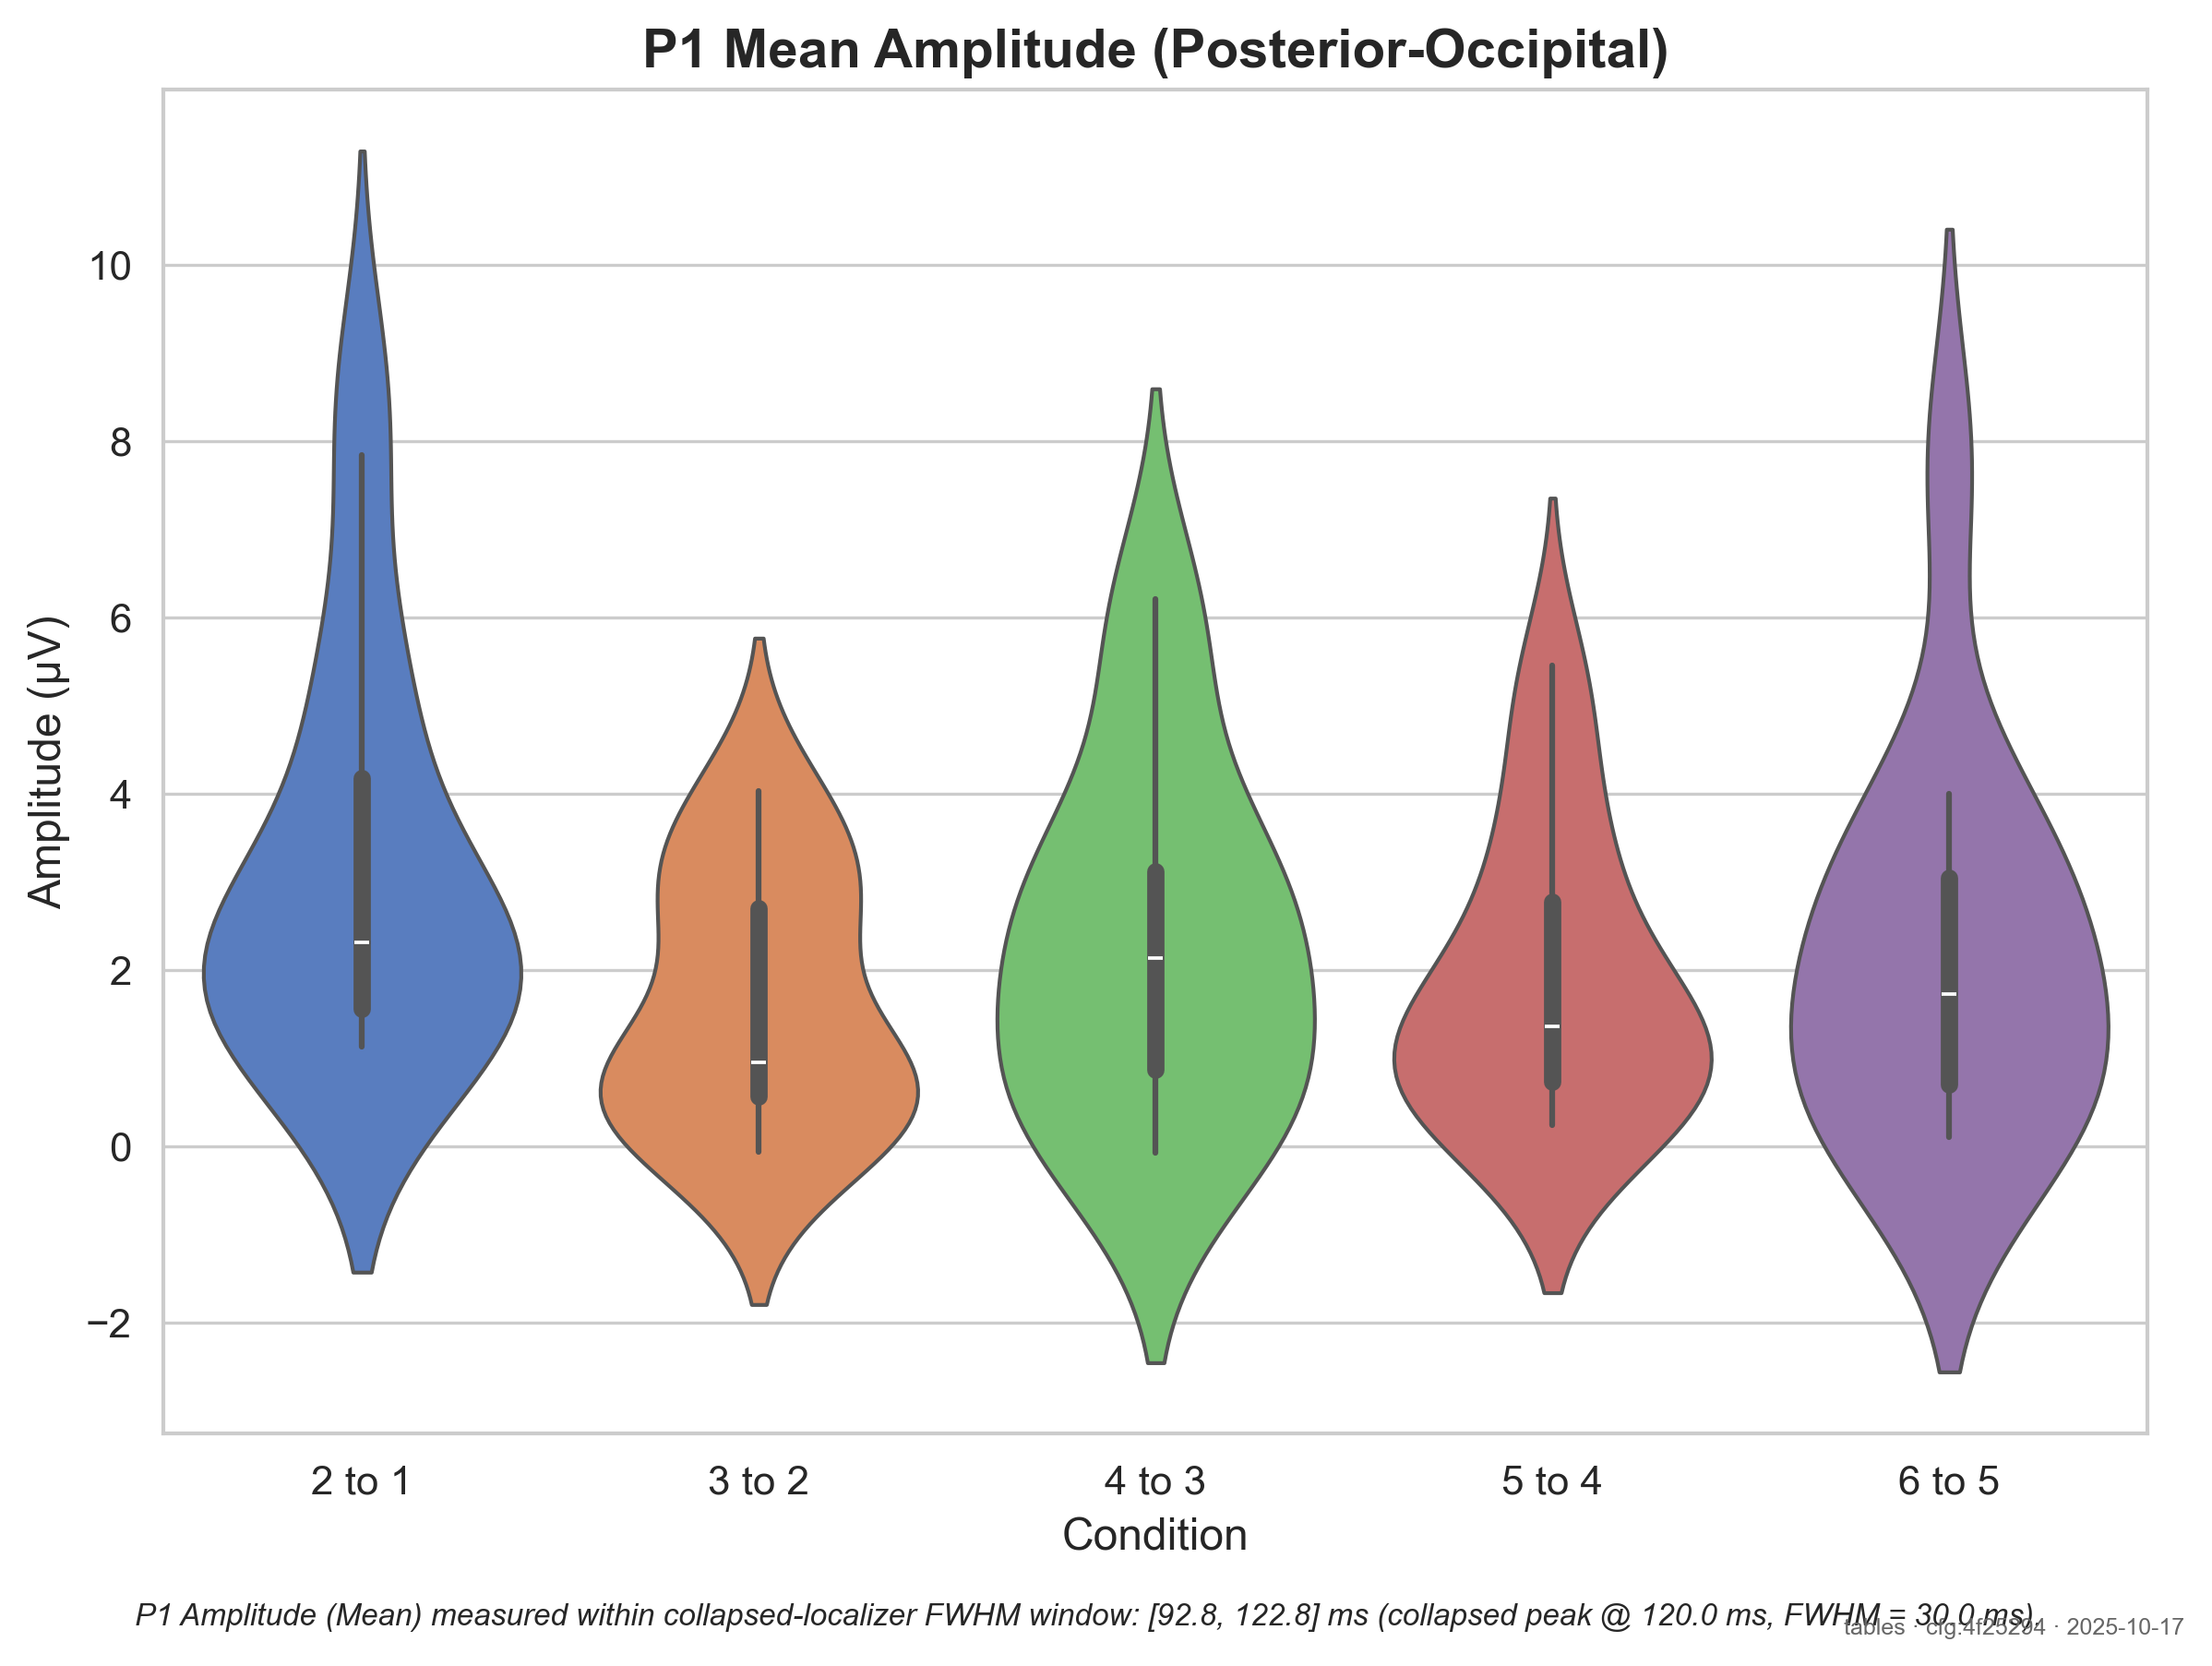 P1 Mean Amplitude (Posterior-Occipital)
Amplitude (µV)
10
8
6
4
2
0
−2
2 to 1
3 to 2
4 to 3
5 to 4
6 to 5
Condition
P1 Amplitude (Mean) measured within collapsed-localizer FWHM window: [92.8, 122.8] ms (collapsed peak @ 120.0 ms, FWHM = 30.0 ms).
tables · cfg:4f25294 · 2025-10-17